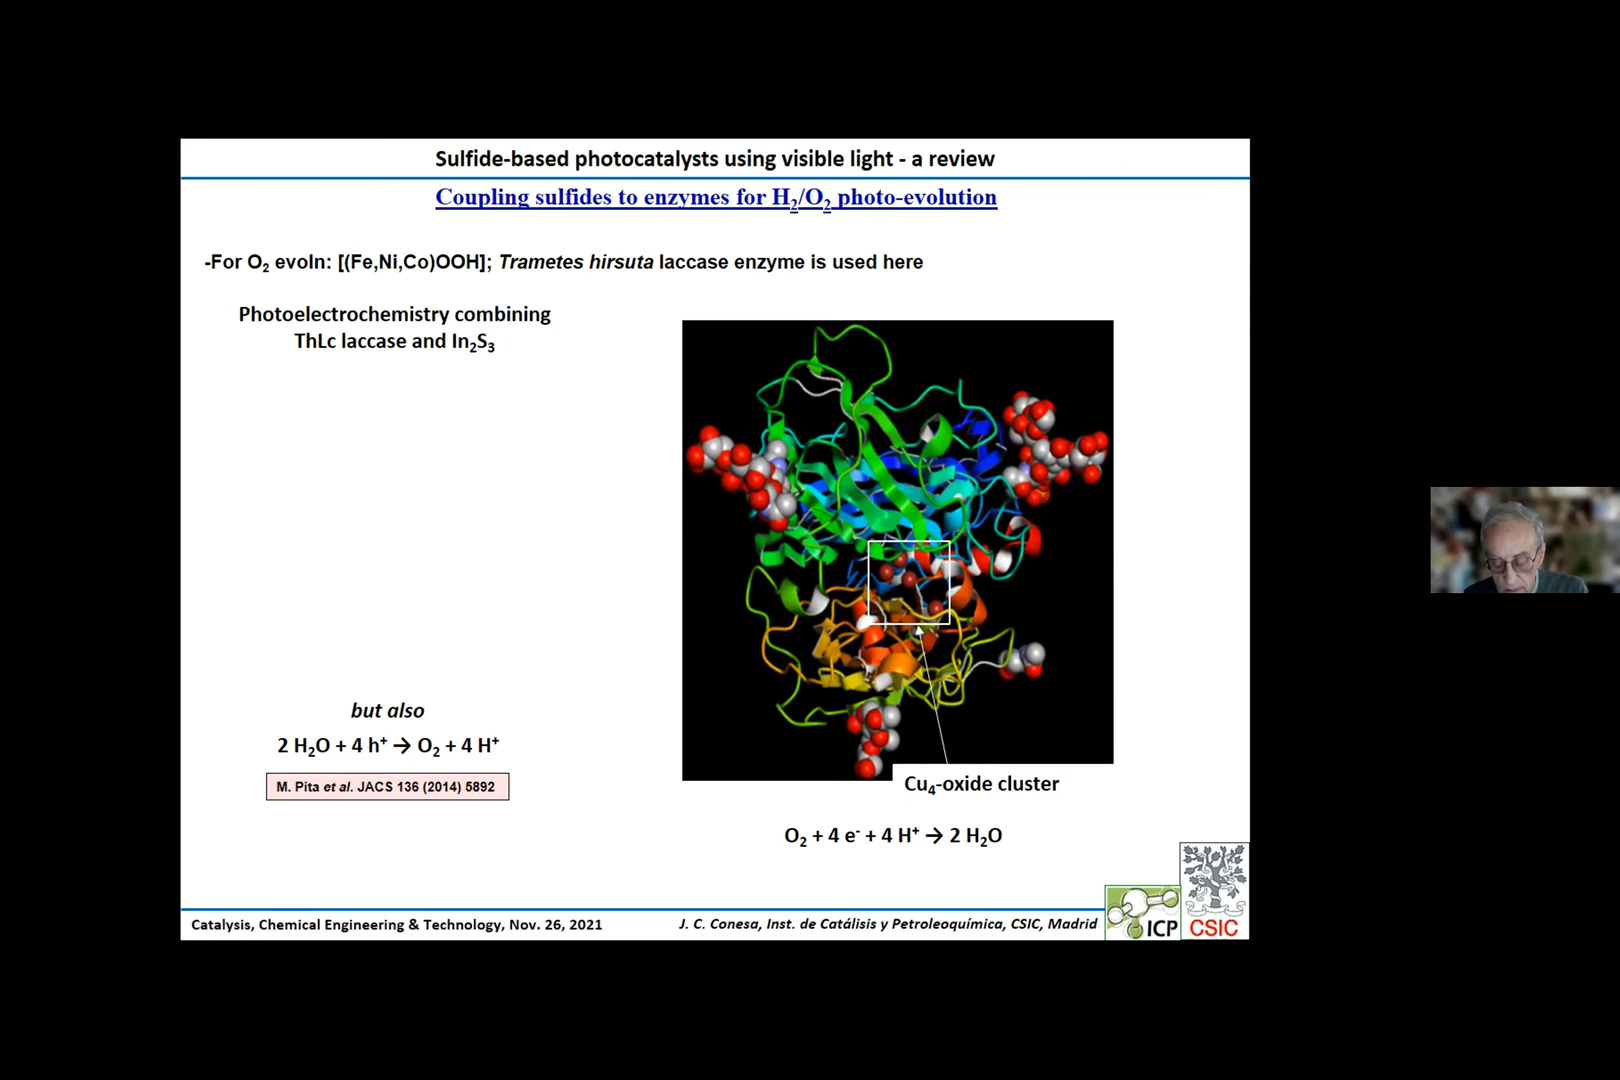 Sulfide-based photocatalysts using visible light - a review
Coupling sulfides to enzymes for H₂/O₂ photo-evolution
-For O₂ evoln: [(Fe,Ni,Co)OOH]; Trametes hirsuta laccase enzyme is used here
Photoelectrochemistry combining
ThLc laccase and In₂S₃
but also
2 H₂O + 4 h⁺ → O₂ + 4 H⁺
M. Pita et al. JACS 136 (2014) 5892
Cu₄-oxide cluster
O₂ + 4 e⁻ + 4 H⁺ → 2 H₂O
Catalysis, Chemical Engineering & Technology, Nov. 26, 2021
J. C. Conesa, Inst. de Catálisis y Petroleoquímica, CSIC, Madrid
ICP
CSIC